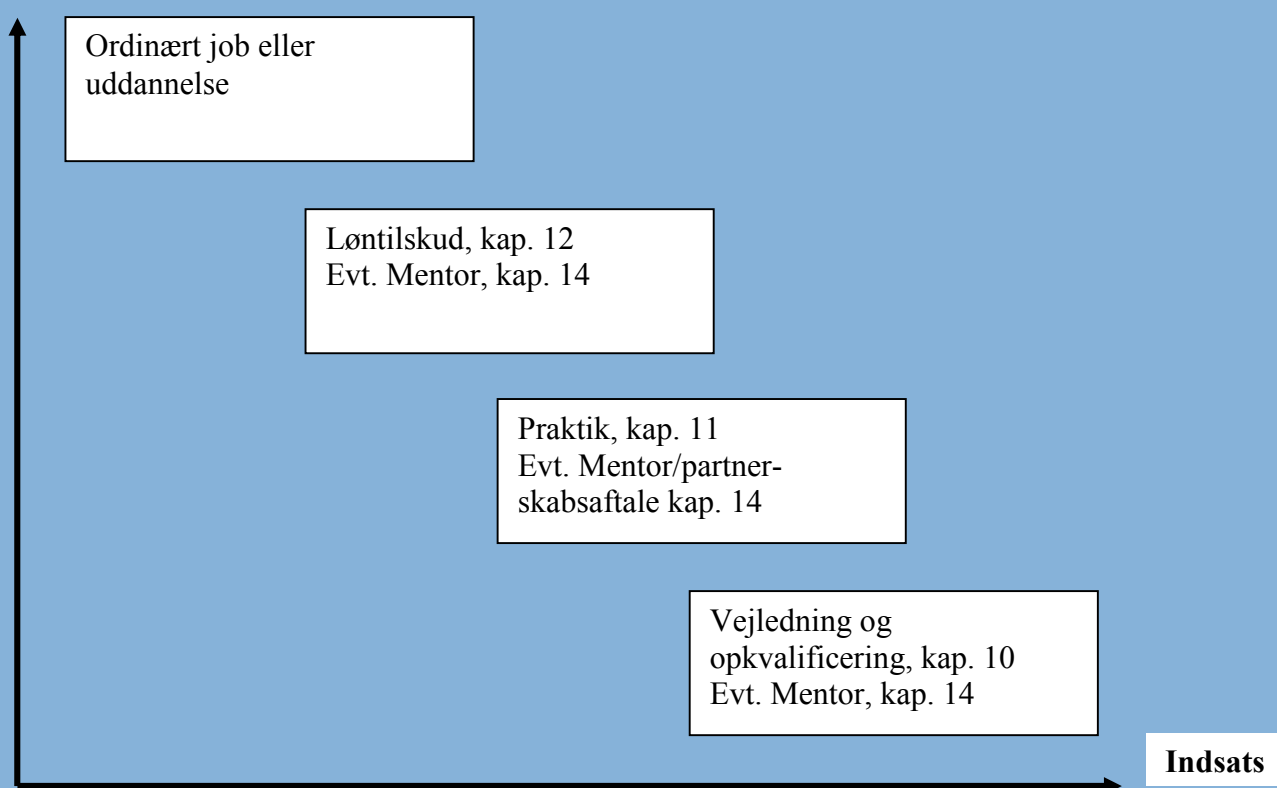 Ordinært job eller
uddannelse
Løntilskud, kap. 12
Evt. Mentor, kap. 14
Praktik, kap. 11
Evt. Mentor/partner-
skabsaftale kap. 14
Vejledning og
opkvalificering, kap. 10
Evt. Mentor, kap. 14
Indsats